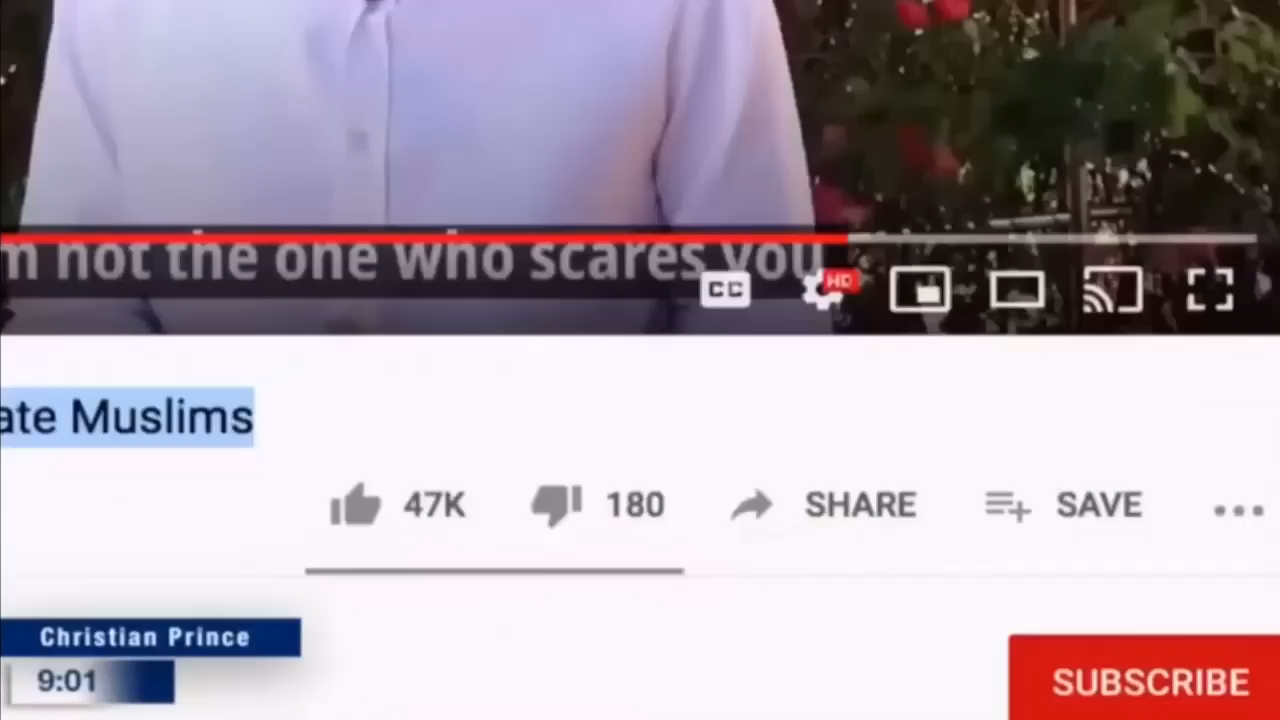 m not the one who scares you
CC HD
ate Muslims
47K 180 SHARE SAVE
Christian Prince
9:01
SUBSCRIBE